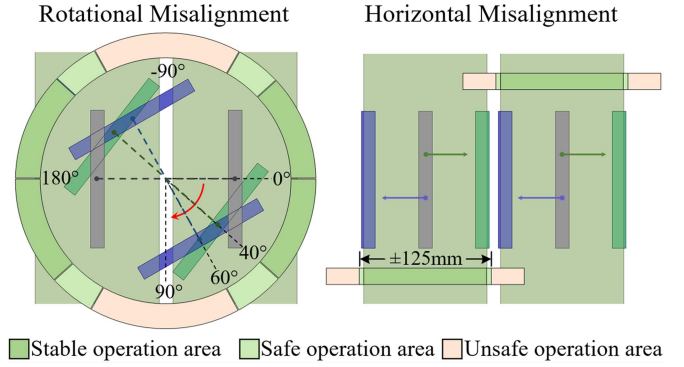 Rotational Misalignment
Horizontal Misalignment
-90°
180°
0°
40°
60°
90°
±125mm
Stable operation area
Safe operation area
Unsafe operation area